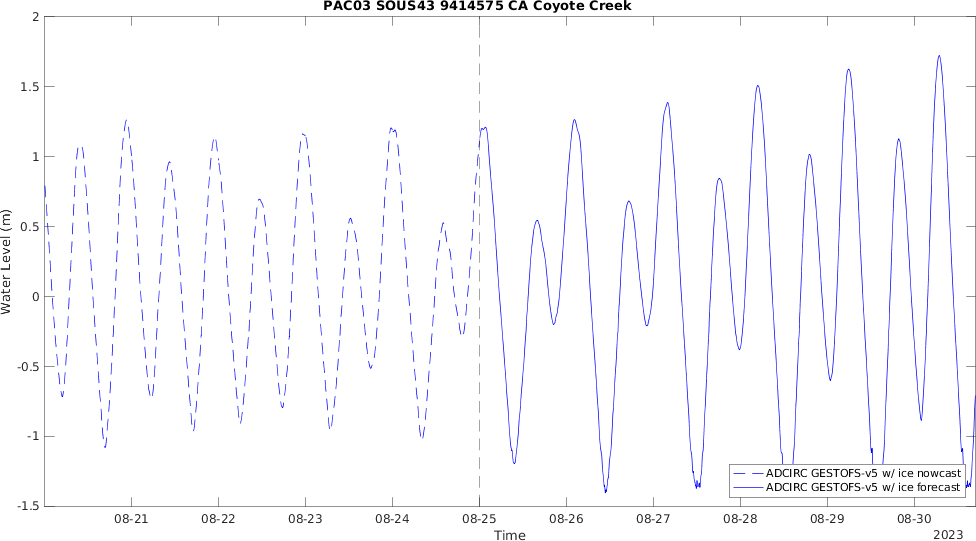 PAC03 SOUS43 9414575 CA Coyote Creek
2
1.5
1
0.5
0
-0.5
-1
-1.5
Water Level (m)
ADCIRC GESTOFS-v5 w/ ice nowcast
ADCIRC GESTOFS-v5 w/ ice forecast
08-21 08-22 08-23 08-24 08-25 08-26 08-27 08-28 08-29 08-30
Time
2023